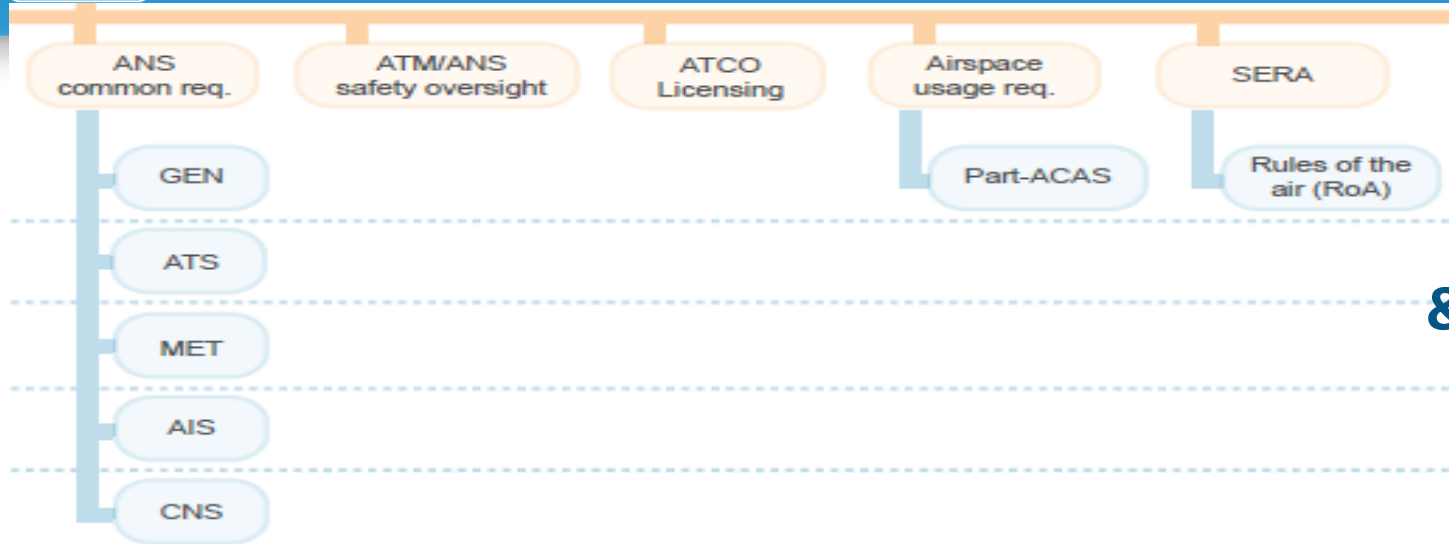 ANS
common req.
ATM/ANS
safety oversight
ATCO
Licensing
Airspace
usage req.
SERA
GEN
Part-ACAS
Rules of the
air (RoA)
ATS
&
MET
AIS
CNS